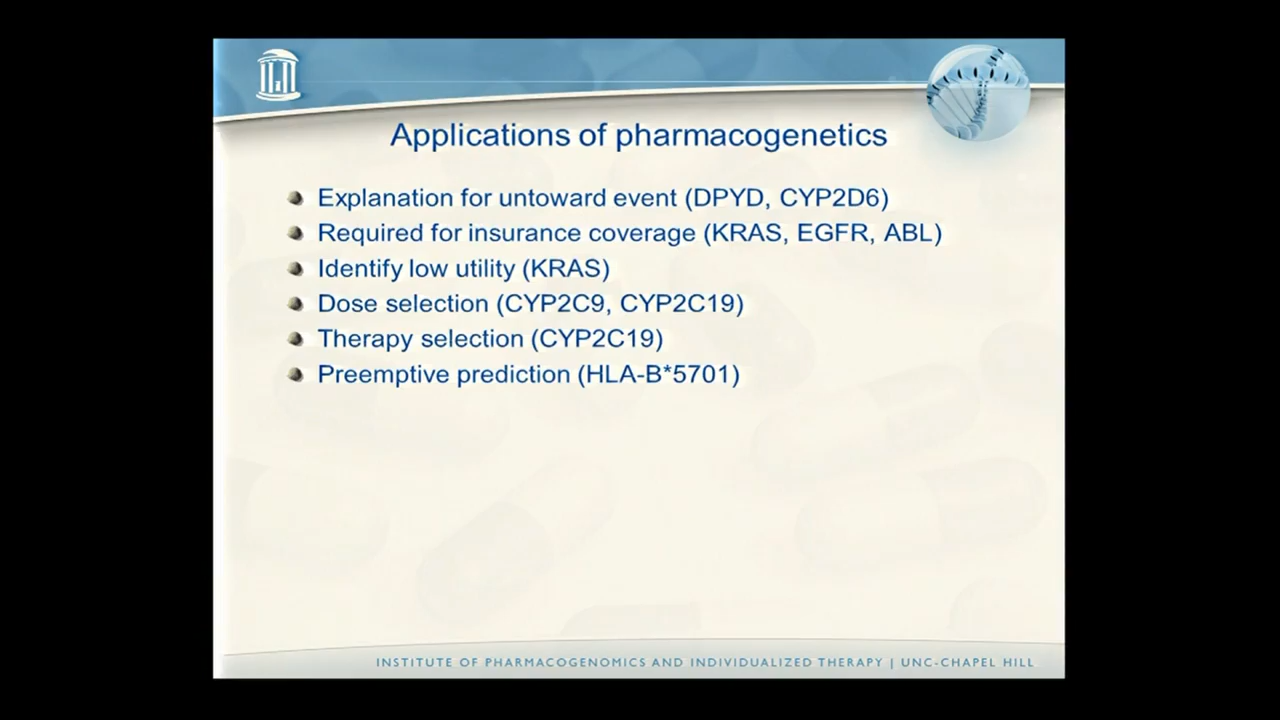 Applications of pharmacogenetics
Explanation for untoward event (DPYD, CYP2D6)
Required for insurance coverage (KRAS, EGFR, ABL)
Identify low utility (KRAS)
Dose selection (CYP2C9, CYP2C19)
Therapy selection (CYP2C19)
Preemptive prediction (HLA-B*5701)
INSTITUTE OF PHARMACOGENOMICS AND INDIVIDUALIZED THERAPY | UNC-CHAPEL HILL